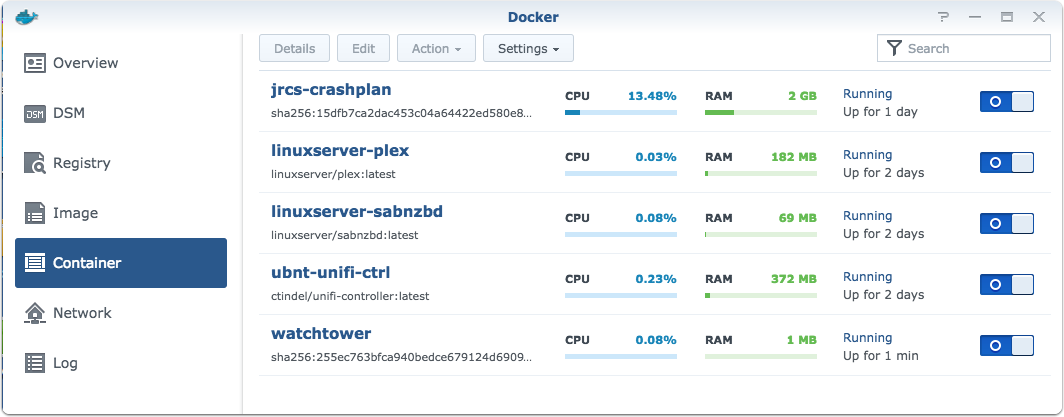 Docker
Details Edit Action Settings Search
Overview
DSM
DSM
Registry
Image
Container
Network
Log
jrcs-crashplan
sha256:15dfb7ca2dac453c04a64422ed580e8...
CPU 13.48%
RAM 2 GB
Running
Up for 1 day
linuxserver-plex
linuxserver/plex:latest
CPU 0.03%
RAM 182 MB
Running
Up for 2 days
linuxserver-sabnzbd
linuxserver/sabnzbd:latest
CPU 0.08%
RAM 69 MB
Running
Up for 2 days
ubnt-unifi-ctrl
ctindel/unifi-controller:latest
CPU 0.23%
RAM 372 MB
Running
Up for 2 days
watchtower
sha256:255ec763bfca940bedce679124d6909...
CPU 0.08%
RAM 1 MB
Running
Up for 1 min